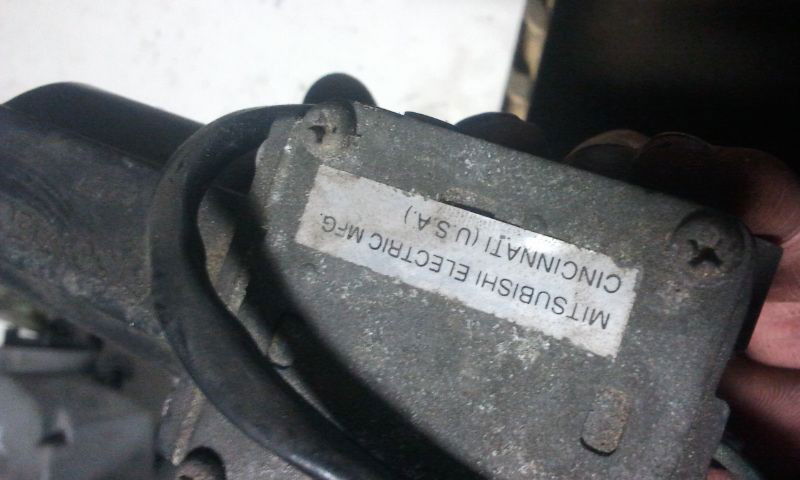 MITSUBISHI ELECTRIC MFG.
CINCINNATI (U.S.A.)